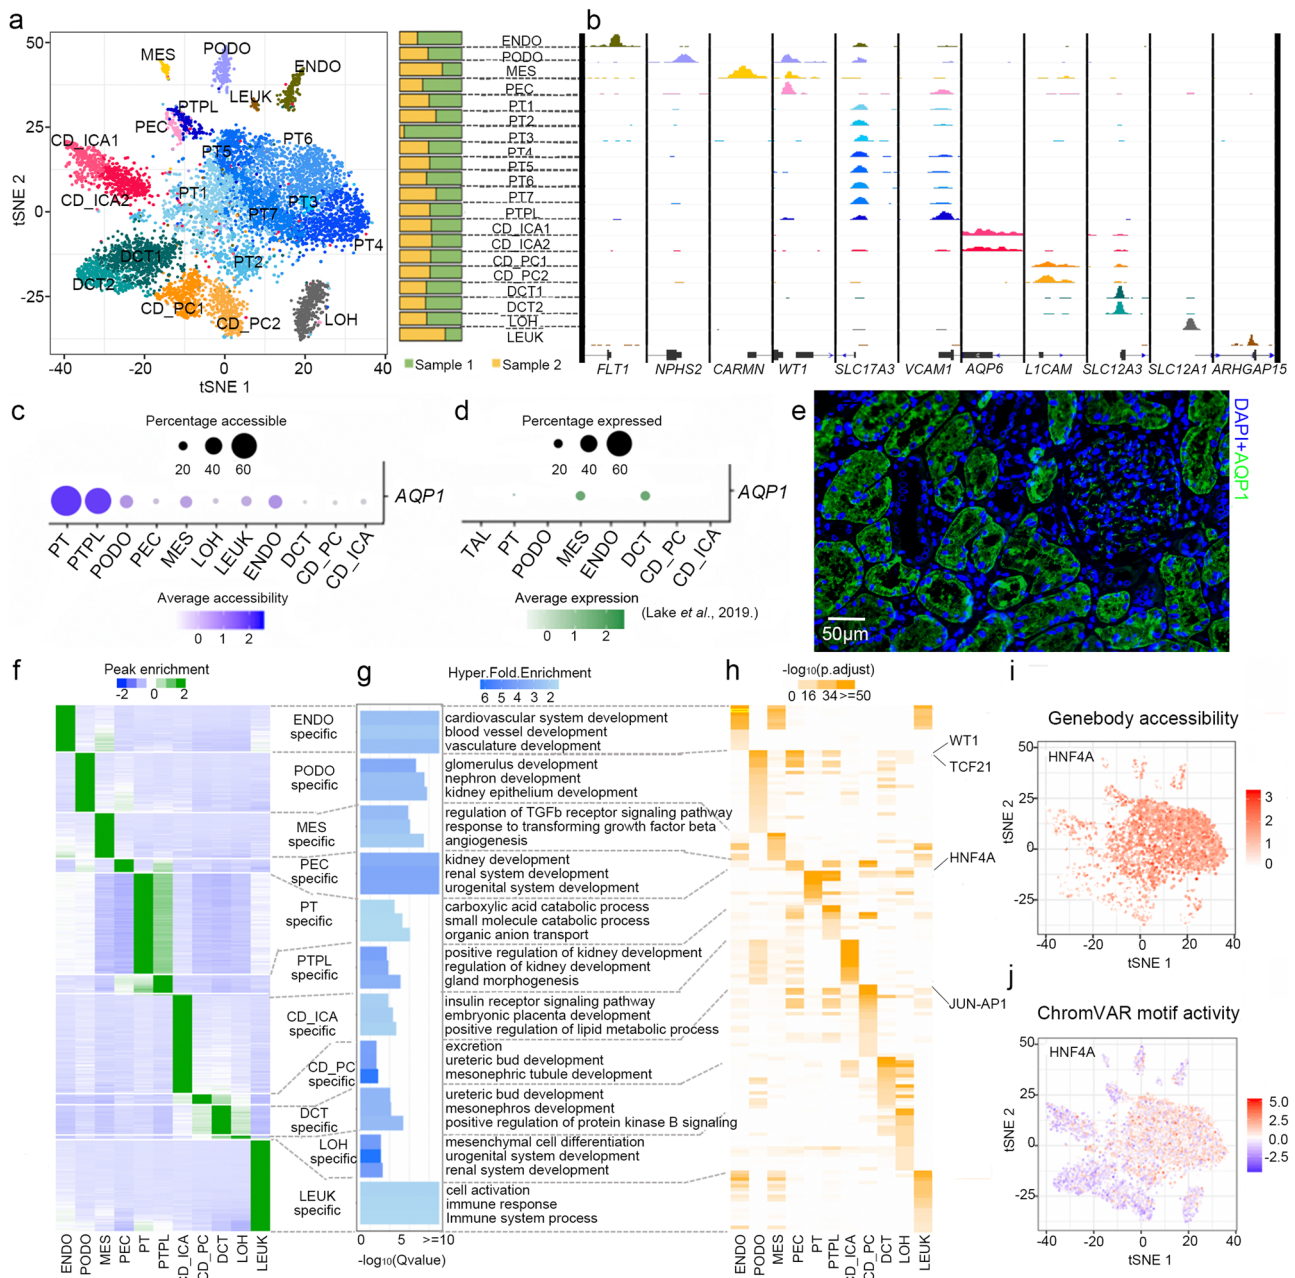 a
50
25
0
-25
-40
-20
0
20
40
tSNE 2
tSNE 1
MES
PODO
ENDO
LEUK
PTPL
PEC
CD_ICA1
PT5
PT6
CD_ICA2
PT1
PT3
PT7
PT4
DCT1
PT2
DCT2
CD_PC1
CD_PC2
LOH
Sample 1
Sample 2
b
ENDO
PODO
MES
PEC
PT1
PT2
PT3
PT4
PT5
PT6
PT7
PTPL
CD_ICA1
CD_ICA2
CD_PC1
CD_PC2
DCT1
DCT2
LOH
LEUK
FLT1
NPHS2
CARMN
WT1
SLC17A3
VCAM1
AQP6
L1CAM
SLC12A3
SLC12A1
ARHGAP15
c
Percentage accessible
20
40
60
AQP1
PT
PTPL
PODO
PEC
MES
LOH
LEUK
ENDO
DCT
CD_PC
CD_ICA
Average accessibility
0 1 2
d
Percentage expressed
20
40
60
AQP1
TAL
PT
PODO
MES
ENDO
DCT
CD_PC
CD_ICA
Average expression
0 1 2
(Lake et al., 2019.)
e
50μm
DAPI+AQP1
f
Peak enrichment
-2 0 2
ENDO
specific
PODO
specific
MES
specific
PEC
specific
PT
specific
PTPL
specific
CD_ICA
specific
CD_PC
specific
DCT
specific
LOH
specific
LEUK
specific
ENDO
PODO
MES
PEC
PT
PTPL
CD_ICA
CD_PC
DCT
LOH
LEUK
g
Hyper.Fold.Enrichment
6 5 4 3 2
cardiovascular system development
blood vessel development
vasculature development
glomerulus development
nephron development
kidney epithelium development
regulation of TGFb receptor signaling pathway
response to transforming growth factor beta
angiogenesis
kidney development
renal system development
urogenital system development
carboxylic acid catabolic process
small molecule catabolic process
organic anion transport
positive regulation of kidney development
regulation of kidney development
gland morphogenesis
insulin receptor signaling pathway
embryonic placenta development
positive regulation of lipid metabolic process
excretion
ureteric bud development
mesonephric tubule development
ureteric bud development
mesonephros development
positive regulation of protein kinase B signaling
mesenchymal cell differentiation
urogenital system development
renal system development
cell activation
immune response
Immune system process
0 5 >=10
-log10(Qvalue)
h
-log10(p.adjust)
0 16 34 >=50
WT1
TCF21
HNF4A
JUN-AP1
ENDO
PODO
MES
PEC
PT
PTPL
CD_ICA
CD_PC
DCT
LOH
LEUK
i
Genebody accessibility
HNF4A
50
25
0
-25
-40
-20
0
20
40
tSNE 2
tSNE 1
3
2
1
0
j
ChromVAR motif activity
HNF4A
50
25
0
-25
-40
-20
0
20
40
tSNE 2
tSNE 1
5.0
2.5
0.0
-2.5